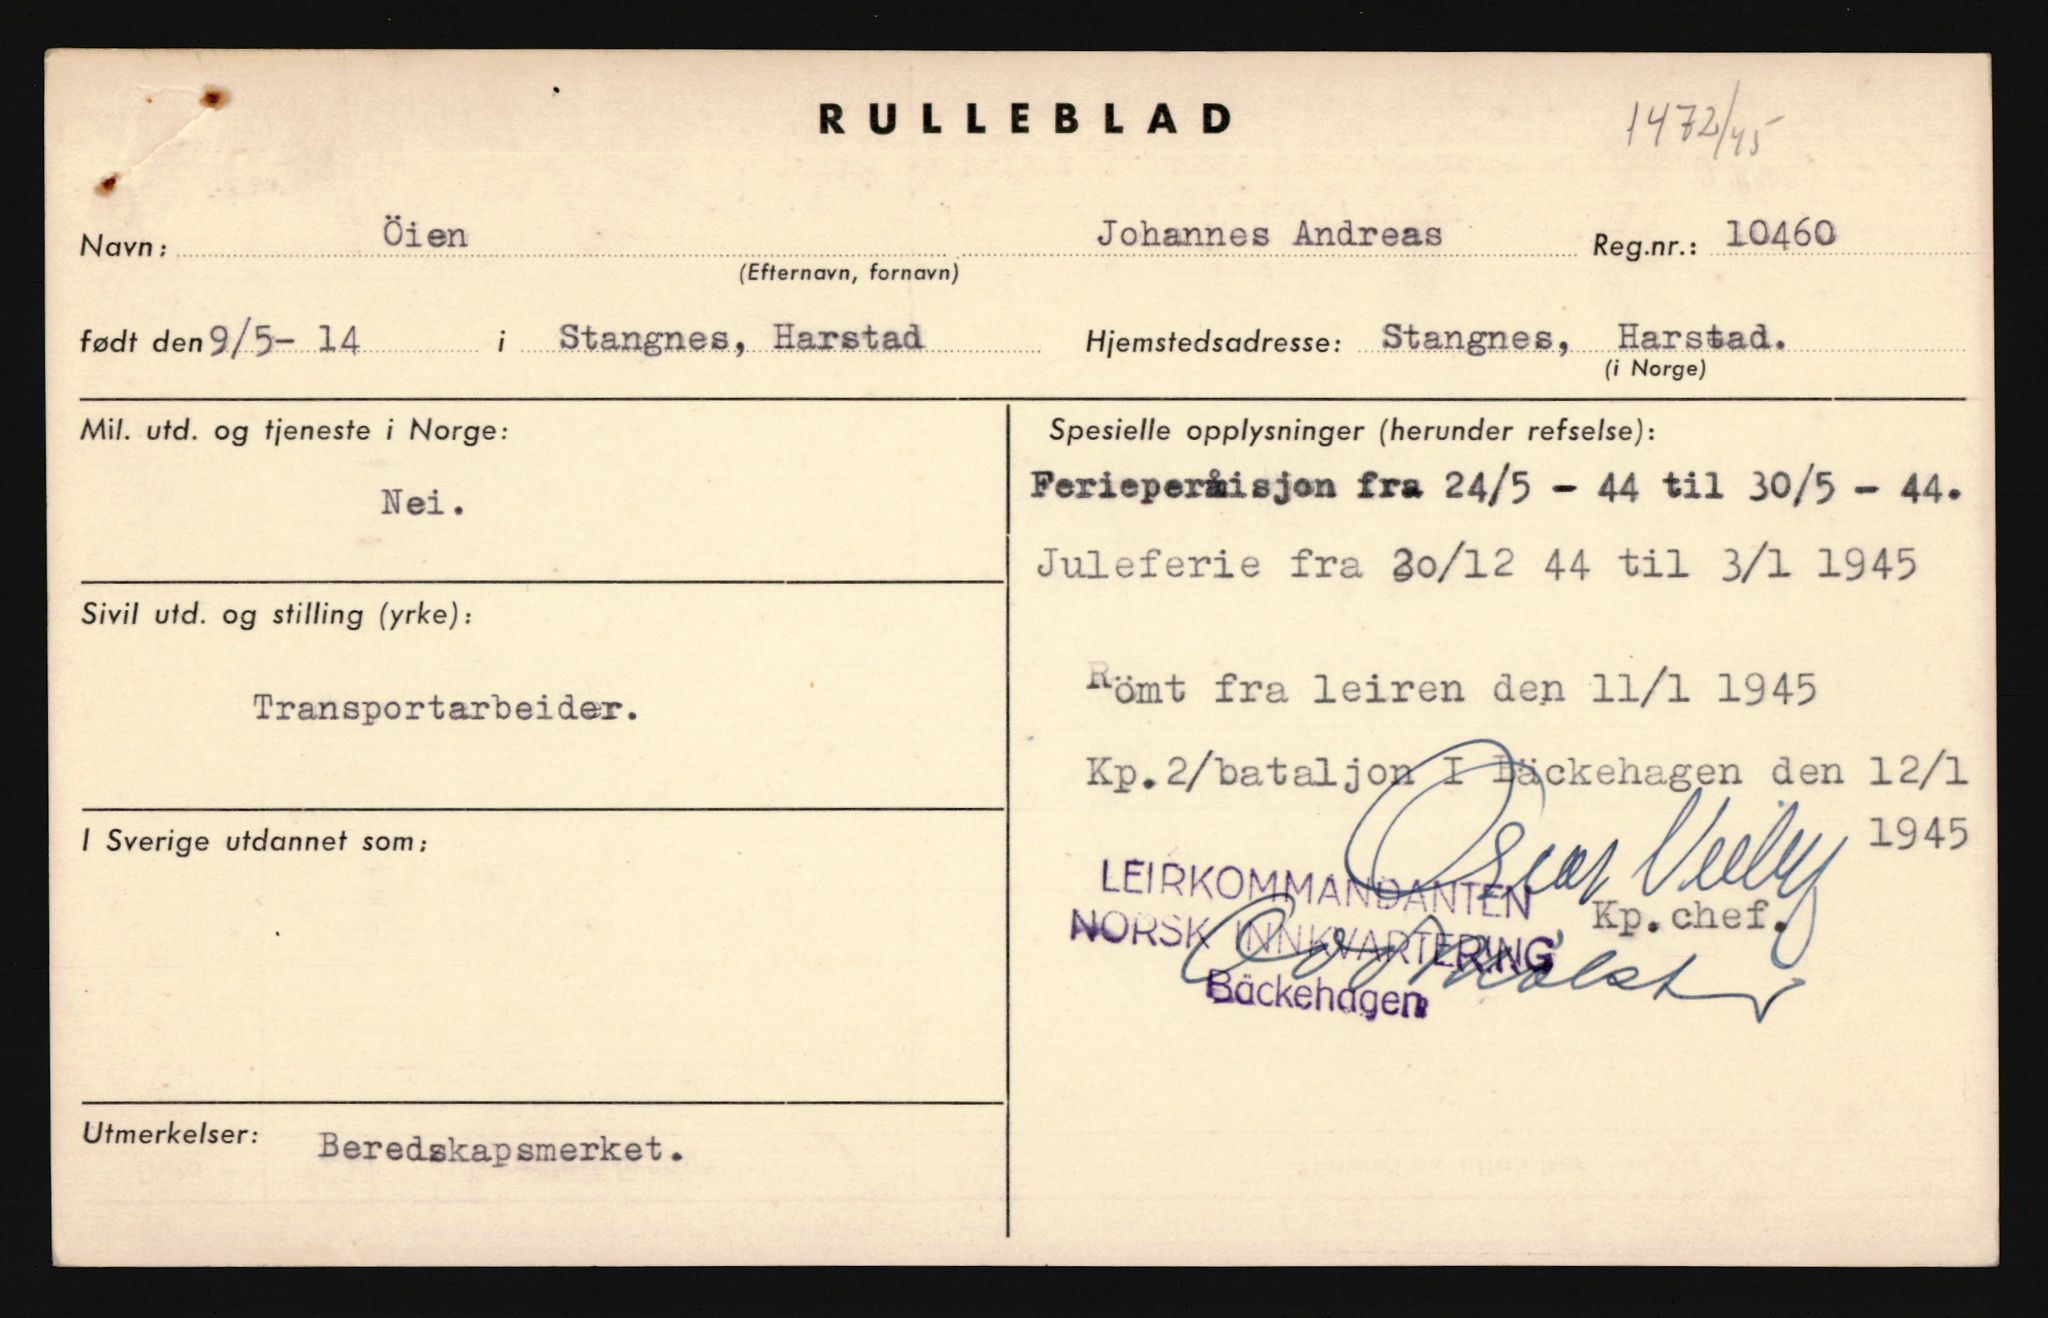 RULLEBLAD
1472/45
Navn: Öien Johannes Andreas Reg.nr.: 10460
(Efternavn, fornavn)
født den 9/5- 14 i Stangnes, Harstad Hjemstedsadresse: Stangnes, Harstad.
(i Norge)
Mil. utd. og tjeneste i Norge:
Nei.
Sivil utd. og stilling (yrke):
Transportarbeider.
I Sverige utdannet som:
Utmerkelser: Beredskapsmerket.
Spesielle opplysninger (herunder refselse):
Feriepermisjon fra 24/5 - 44 til 30/5 - 44.
Juleferie fra 30/12 44 til 3/1 1945
Römt fra leiren den 11/1 1945
Kp.2/bataljon I Bäckehagen den 12/1
1945
Oscar
Kp.chef.
LEIRKOMMANDANTEN
NORSK INNKVARTERING
Bäckehagen